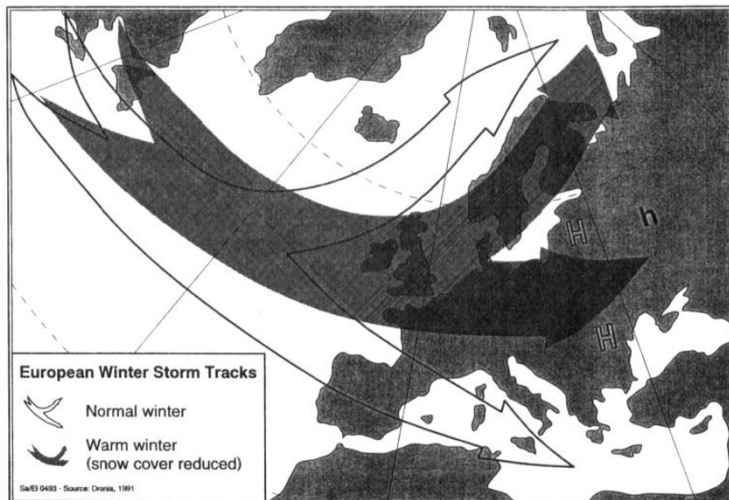 H
h
H
European Winter Storm Tracks
Normal winter
Warm winter
(snow cover reduced)
Sa/El 0493 - Source: Dronia, 1991